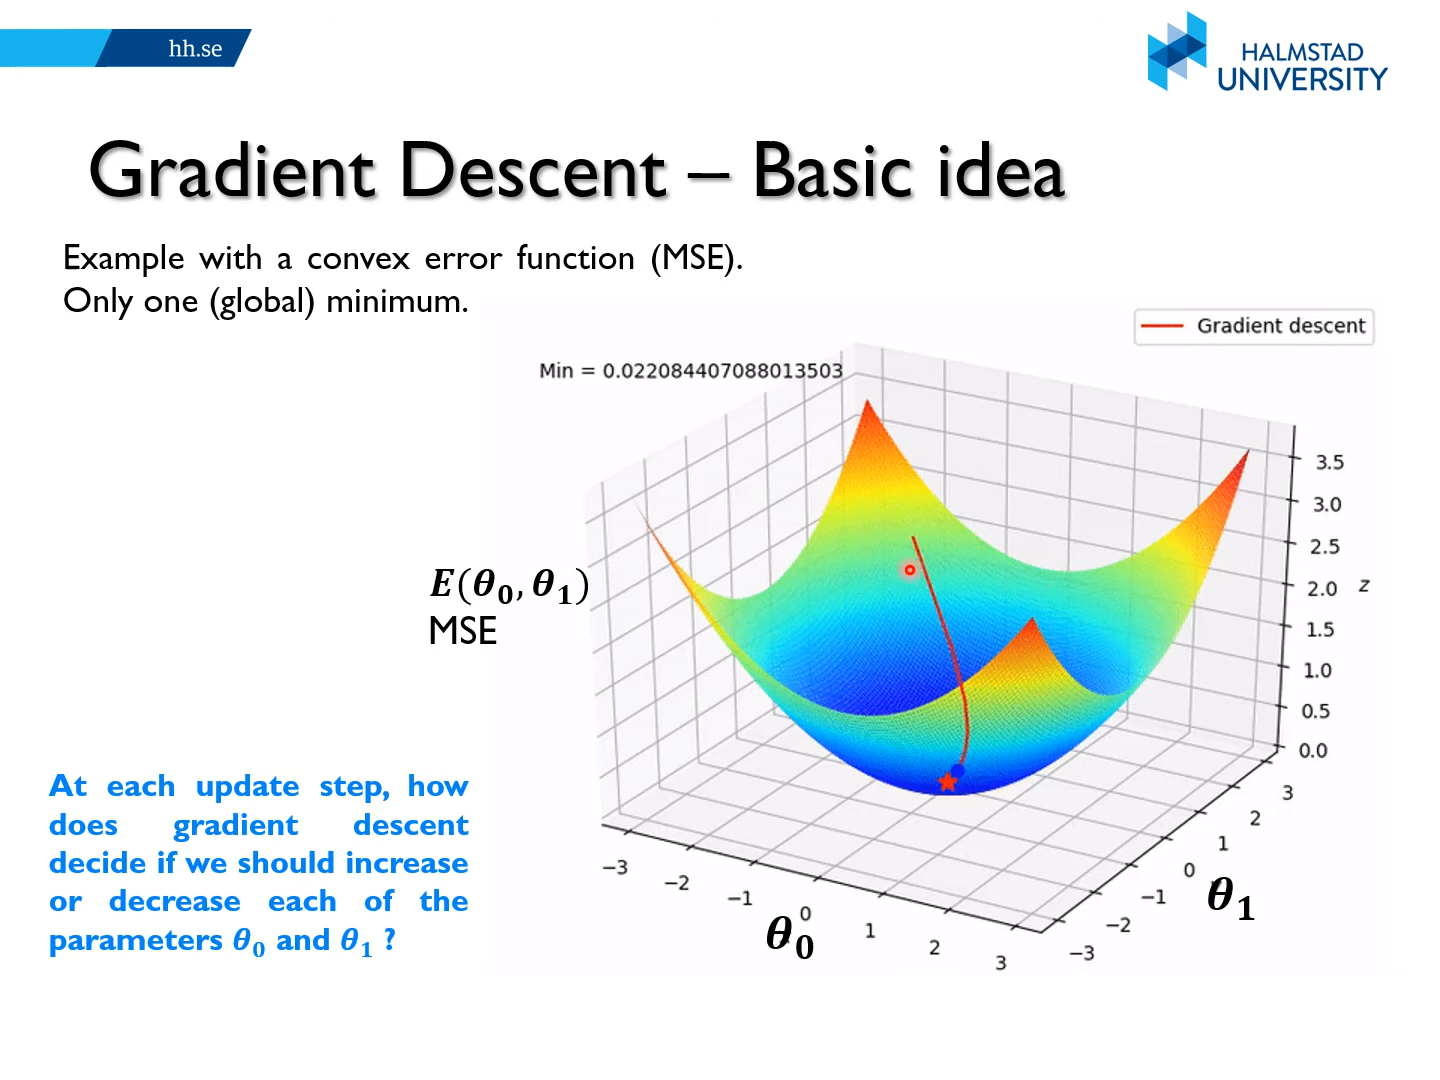 hh.se
HALMSTAD
UNIVERSITY
Gradient Descent – Basic idea
Example with a convex error function (MSE).
Only one (global) minimum.
Gradient descent
Min = 0.022084407088013503
3.5
3.0
2.5
2.0
z
1.5
1.0
0.5
0.0
E(θ₀, θ₁)
MSE
At each update step, how
does gradient descent
decide if we should increase
or decrease each of the
parameters θ₀ and θ₁ ?
−3
−2
−1
0
1
2
3
θ₀
−3
−2
−1
0
1
2
3
θ₁